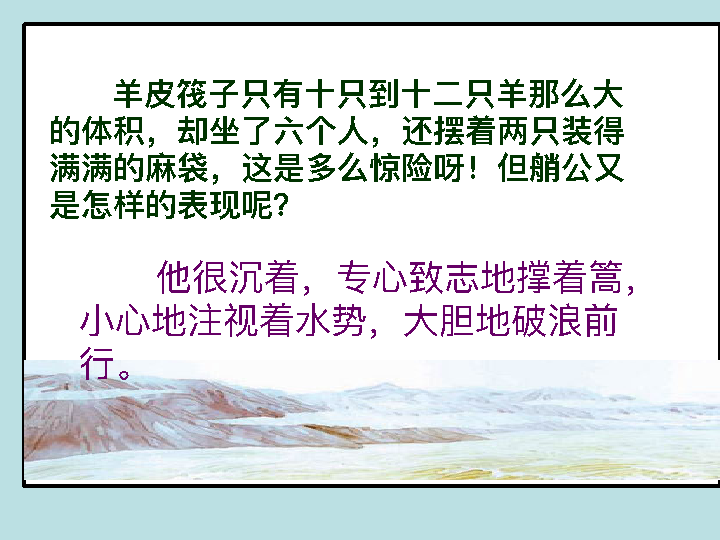 羊皮筏子只有十只到十二只羊那么大
的体积，却坐了六个人，还摆着两只装得
满满的麻袋，这是多么惊险呀！但艄公又
是怎样的表现呢？
他很沉着，专心致志地撑着篙，
小心地注视着水势，大胆地破浪前
行。